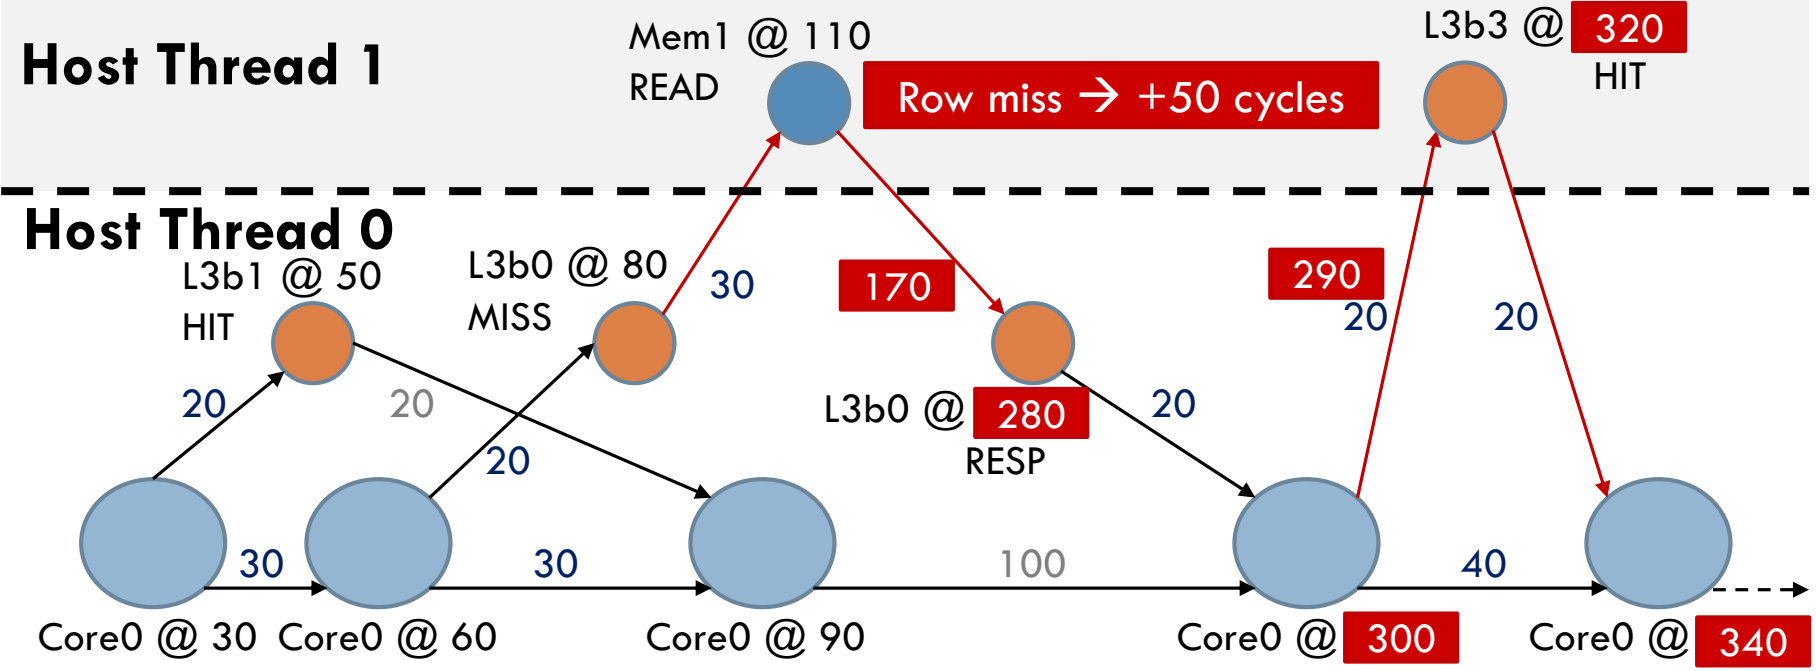 Host Thread 1
Mem1 @ 110
READ
Row miss → +50 cycles
L3b3 @ 320
HIT
Host Thread 0
L3b1 @ 50
HIT
L3b0 @ 80
MISS
30
170
290
20
20
20
20
20
L3b0 @ 280
RESP
20
30
30
100
40
Core0 @ 30
Core0 @ 60
Core0 @ 90
Core0 @ 300
Core0 @ 340